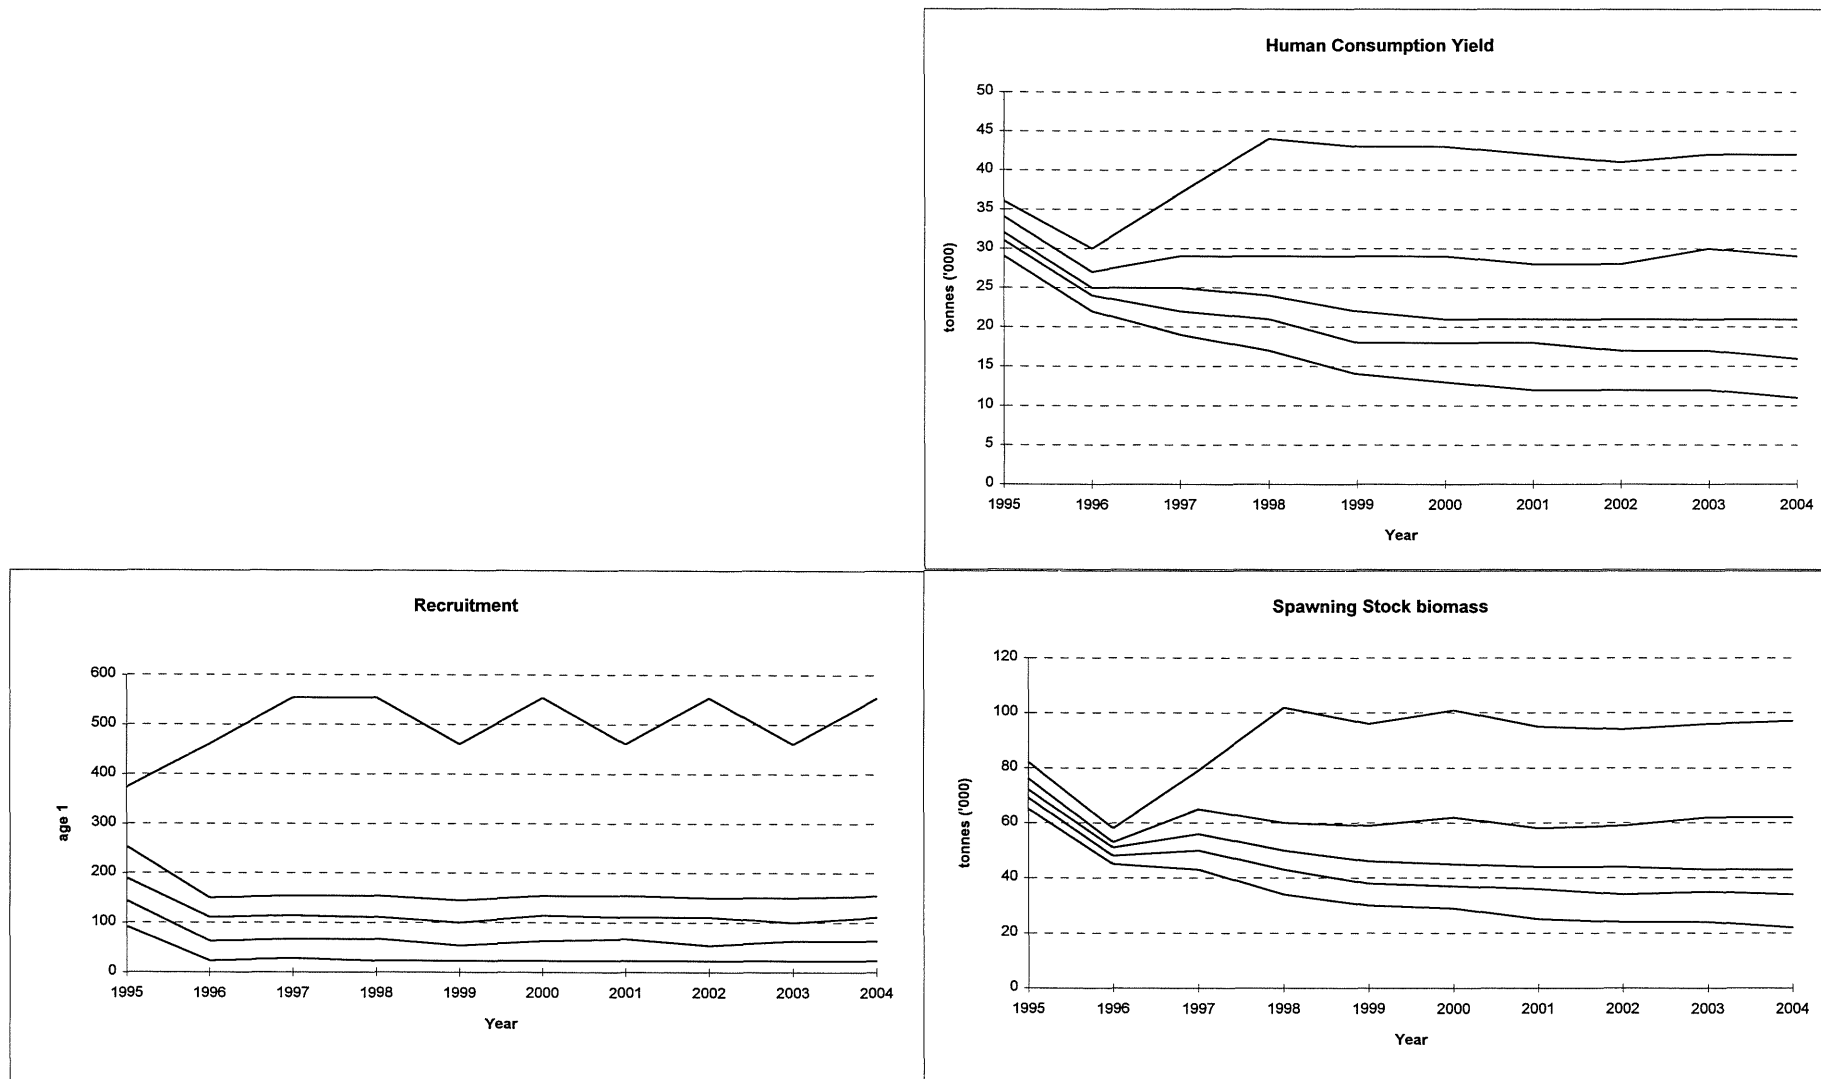 Human Consumption Yield
50
45
40
35
30
25
20
15
10
5
0
tonnes ('000)
1995 1996 1997 1998 1999 2000 2001 2002 2003 2004
Year
Recruitment
600
500
400
300
200
100
0
age 1
1995 1996 1997 1998 1999 2000 2001 2002 2003 2004
Year
Spawning Stock biomass
120
100
80
60
40
20
0
tonnes ('000)
1995 1996 1997 1998 1999 2000 2001 2002 2003 2004
Year